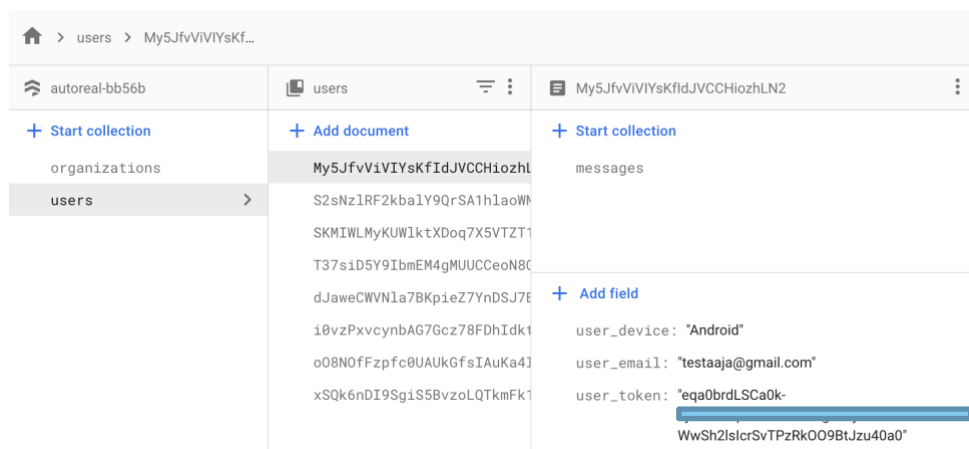 users
My5JfvViVIYsKf…
autoreal-bb56b
users
My5JfvViVIYsKfIdJVCCHiozhLN2
Start collection
Add document
Start collection
organizations
users
My5JfvViVIYsKfIdJVCCHiozhL
S2sNzlRF2kbalY9QrSA1hlaoWN
SKMIWLMyKUWlktXDoq7X5VTZT1
T37siD5Y9IbmEM4gMUUCCeoN8C
dJaweCWVNla7BKpieZ7YnDSJ7E
i0vzPxvcynbAG7Gcz78FDhIdkt
oO8NOfFzpfc0UAUkGfsIAuKa4I
xSQk6nDI9SgiS5BvzoLQTkmFk1
messages
Add field
user_device: "Android"
user_email: "testaaja@gmail.com"
user_token: "eqa0brdLSCa0k-
WwSh2lsIcrSvTPzRkOO9BtJzu40a0"